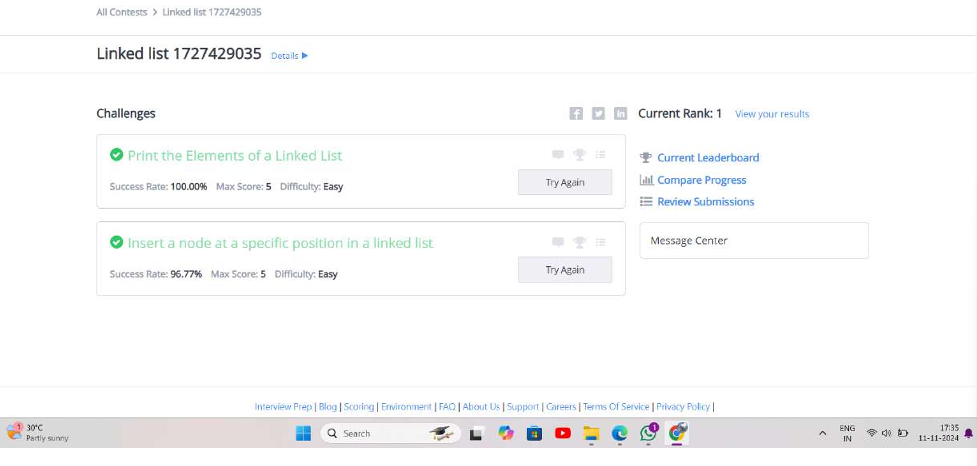 All Contests > Linked list 1727429035
Linked list 1727429035 Details ▶
Challenges
Current Rank: 1 View your results
Print the Elements of a Linked List
Success Rate: 100.00% Max Score: 5 Difficulty: Easy
Try Again
Current Leaderboard
Compare Progress
Review Submissions
Insert a node at a specific position in a linked list
Success Rate: 96.77% Max Score: 5 Difficulty: Easy
Try Again
Message Center
Interview Prep | Blog | Scoring | Environment | FAQ | About Us | Support | Careers | Terms Of Service | Privacy Policy |
1
30°C
Partly sunny
Search
1
ENG
IN
17:35
11-11-2024